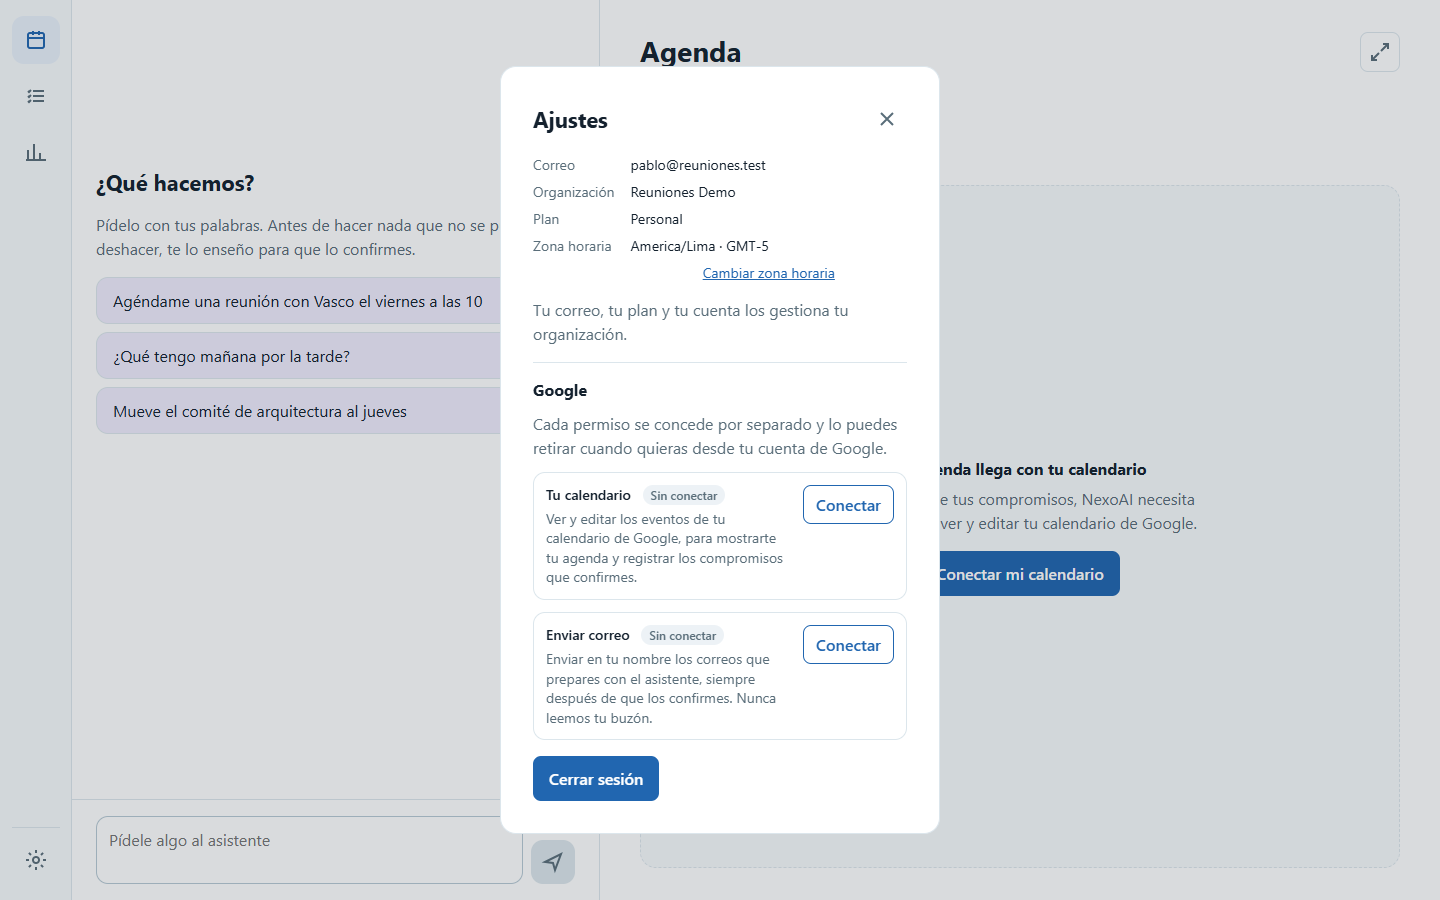 Agenda
¿Qué hacemos?
Pídelo con tus palabras. Antes de hacer nada que no se p
deshacer, te lo enseño para que lo confirmes.
Agéndame una reunión con Vasco el viernes a las 10
¿Qué tengo mañana por la tarde?
Mueve el comité de arquitectura al jueves
Pídele algo al asistente
Ajustes
Correo pablo@reuniones.test
Organización Reuniones Demo
Plan Personal
Zona horaria America/Lima · GMT-5
Cambiar zona horaria
Tu correo, tu plan y tu cuenta los gestiona tu
organización.
Google
Cada permiso se concede por separado y lo puedes
retirar cuando quieras desde tu cuenta de Google.
Tu calendario Sin conectar
Conectar
Ver y editar los eventos de tu
calendario de Google, para mostrarte
tu agenda y registrar los compromisos
que confirmes.
Enviar correo Sin conectar
Conectar
Enviar en tu nombre los correos que
prepares con el asistente, siempre
después de que los confirmes. Nunca
leemos tu buzón.
Cerrar sesión
enda llega con tu calendario
e tus compromisos, NexoAI necesita
ver y editar tu calendario de Google.
Conectar mi calendario